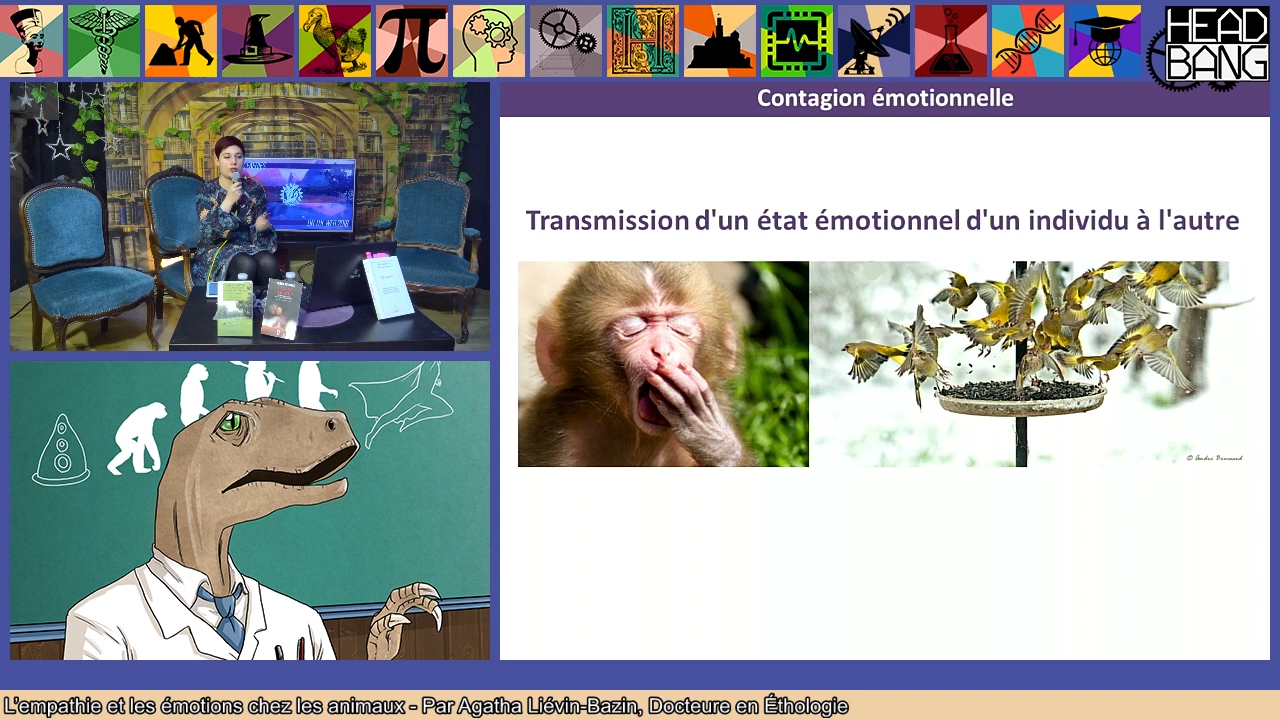 HEAD
BANG
Contagion émotionnelle
Transmission d'un état émotionnel d'un individu à l'autre
L'empathie et les émotions chez les animaux - Par Agatha Liévin-Bazin, Docteure en Éthologie